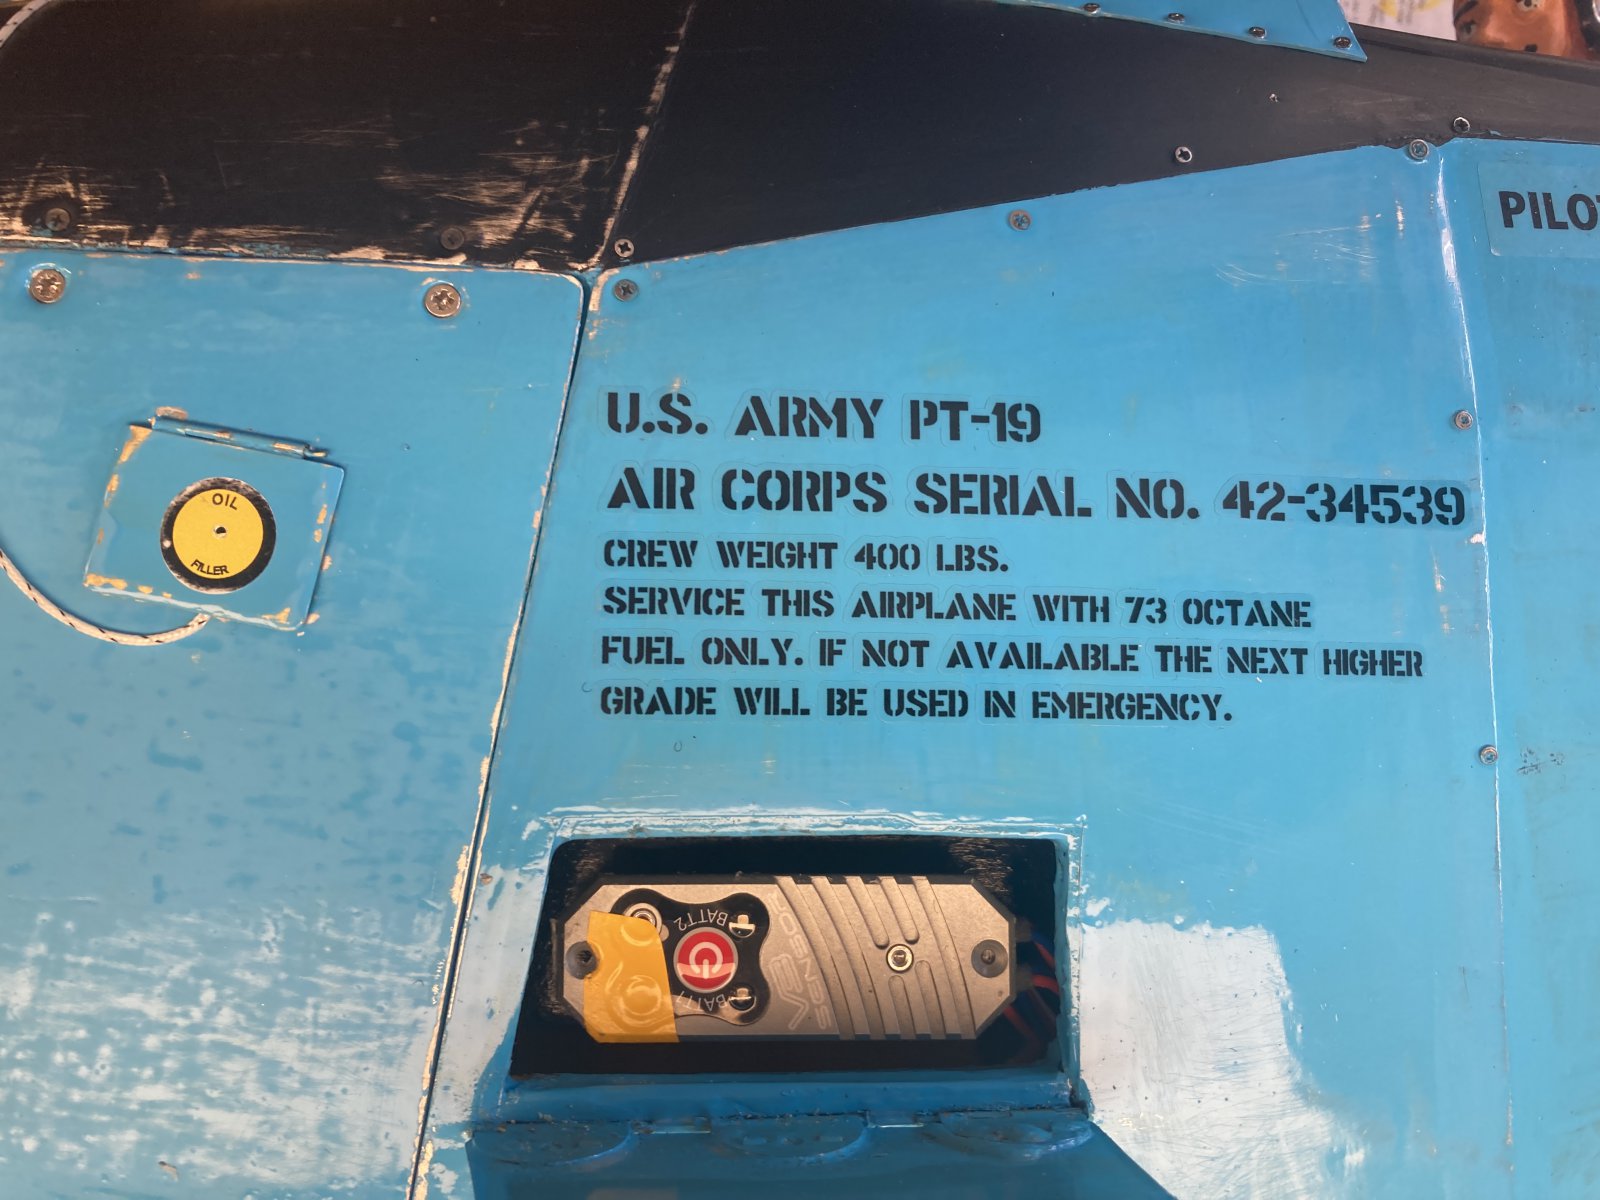 OIL
FILLER
U.S. ARMY PT-19
AIR CORPS SERIAL NO. 42-34539
CREW WEIGHT 400 LBS.
SERVICE THIS AIRPLANE WITH 73 OCTANE
FUEL ONLY. IF NOT AVAILABLE THE NEXT HIGHER
GRADE WILL BE USED IN EMERGENCY.
BATT2
BATT1
SENSOR